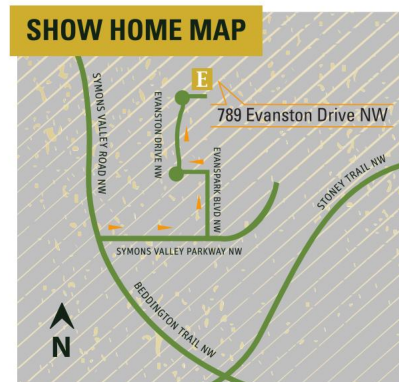 SHOW HOME MAP
E
789 Evanston Drive NW
SYMONS VALLEY ROAD NW
EVANSTON DRIVE NW
EVANSPARK BLVD NW
STONEY TRAIL NW
SYMONS VALLEY PARKWAY NW
BEDDINGTON TRAIL NW
N